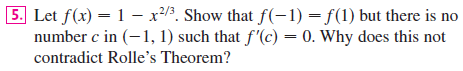 5. Let f(x) = 1 − x^{2/3}. Show that f(−1) = f(1) but there is no
number c in (−1, 1) such that f′(c) = 0. Why does this not
contradict Rolle's Theorem?